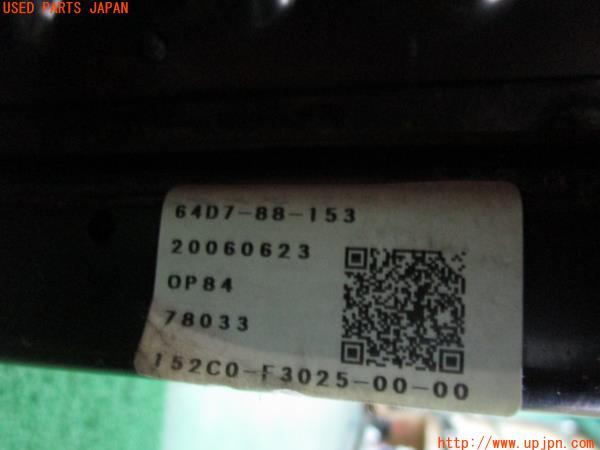 USED PARTS JAPAN
64D7-88-153
20060623
OP84
78033
152C0-F3025-00-00
http://www.upjpn.com/